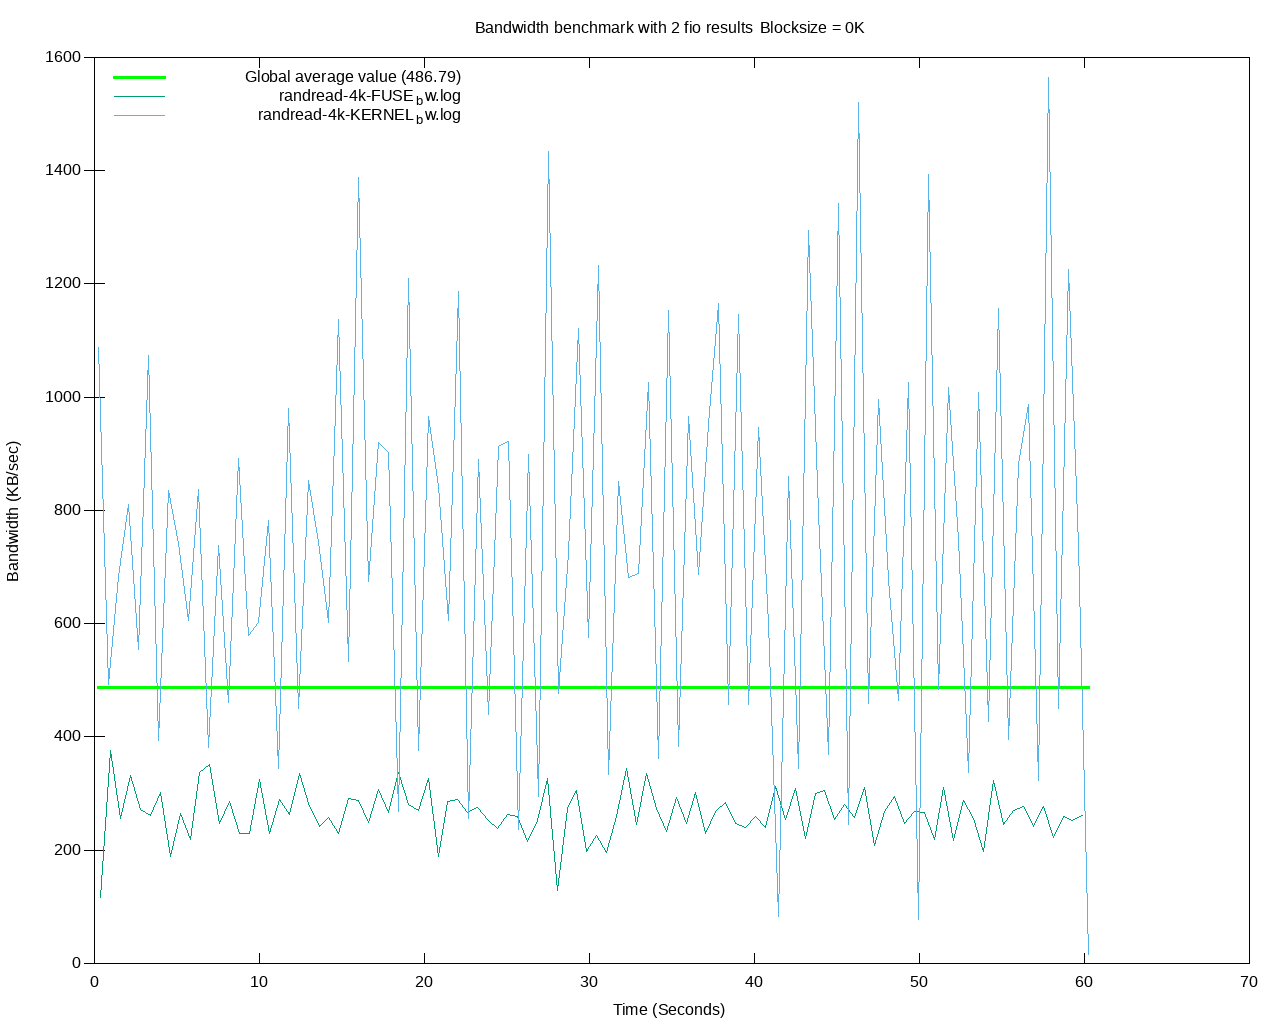 Bandwidth benchmark with 2 fio results Blocksize = 0K
1600
1400
1200
1000
800
600
400
200
0
Bandwidth (KB/sec)
Global average value (486.79)
randread-4k-FUSE_bw.log
randread-4k-KERNEL_bw.log
0 10 20 30 40 50 60 70
Time (Seconds)